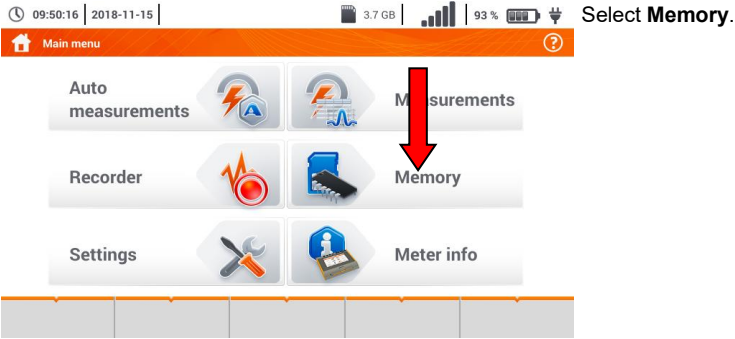 09:50:16 2018-11-15 3.7 GB 93 % Select Memory.
Main menu ?
Auto measurements
Measurements
Recorder
Memory
Settings
Meter info
A